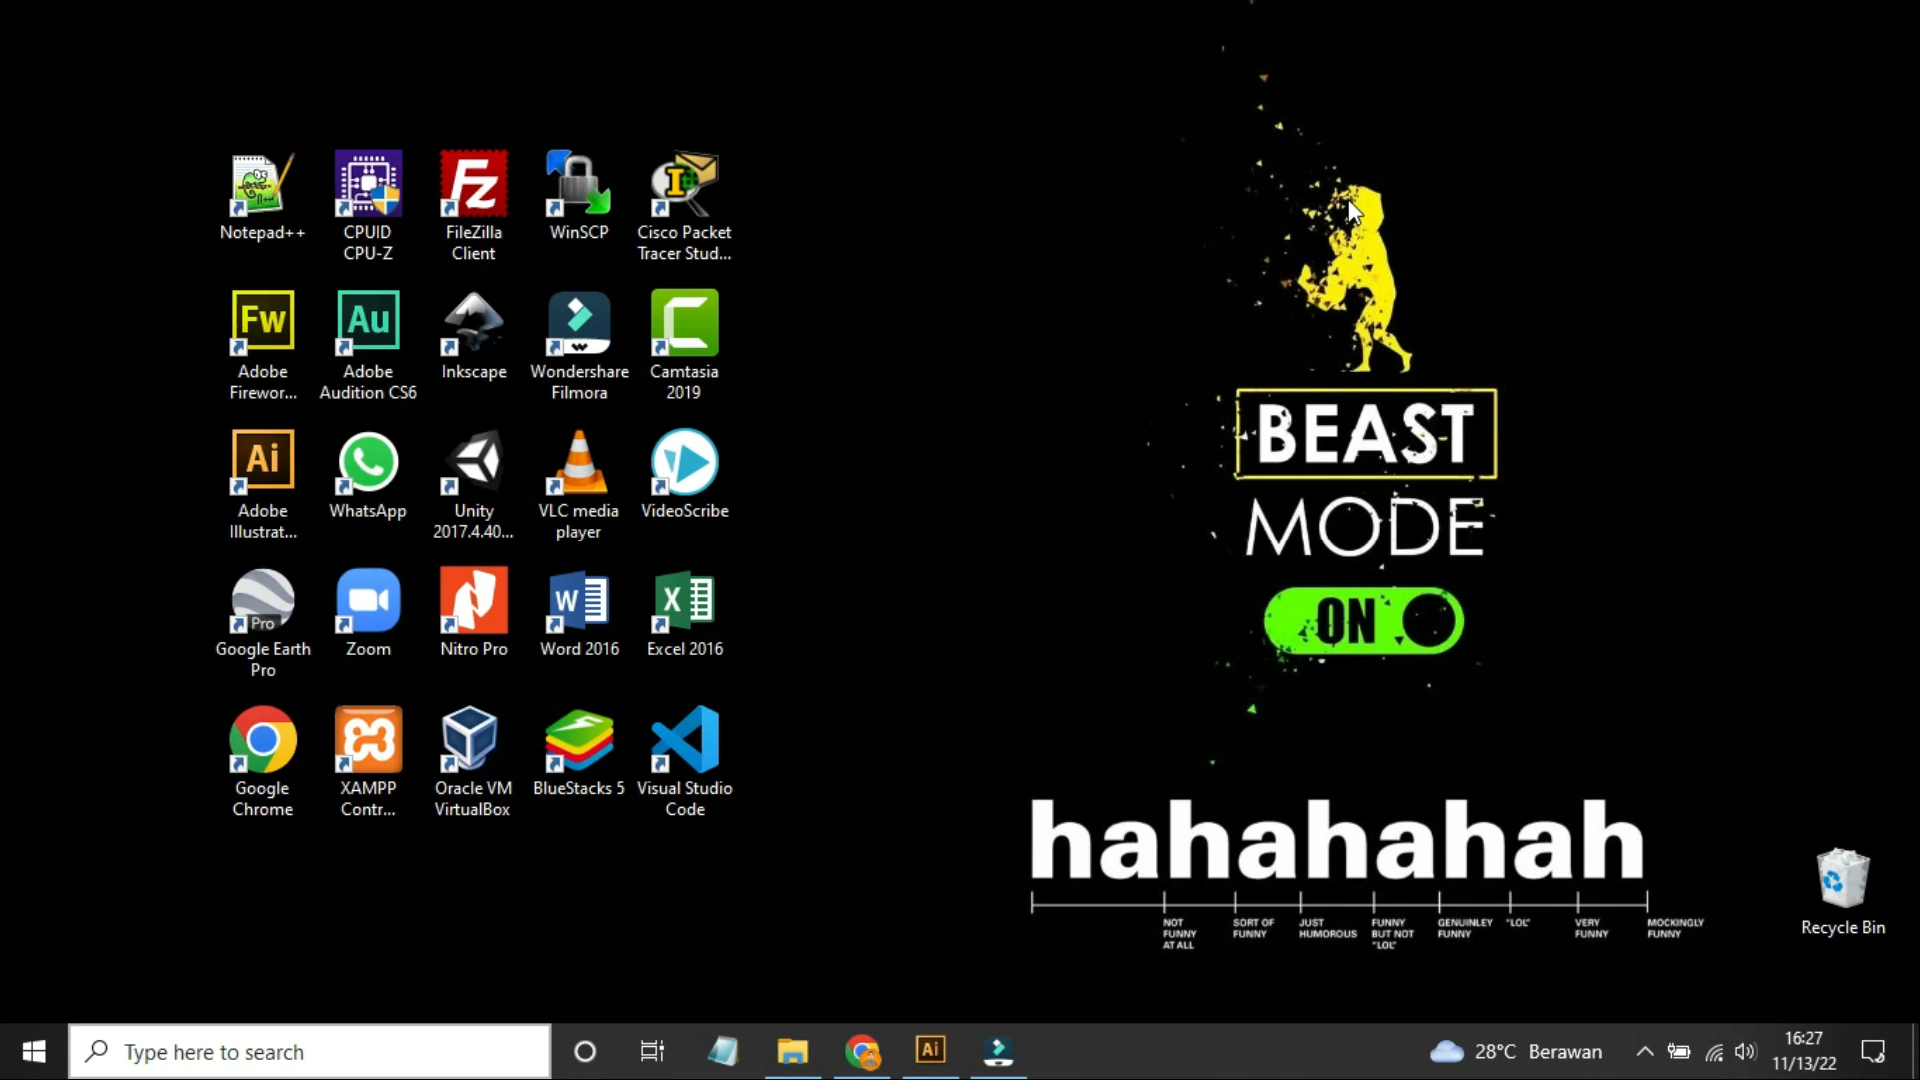 Notepad++
CPUID
CPU-Z
FileZilla
Client
WinSCP
Cisco Packet
Tracer Stud...
Fw
Adobe
Firewor...
Au
Adobe
Audition CS6
Inkscape
Wondershare
Filmora
Camtasia
2019
Ai
Adobe
Illustrat...
WhatsApp
Unity
2017.4.40...
VLC media
player
VideoScribe
Pro
Google Earth
Pro
Zoom
Nitro Pro
W
Word 2016
X
Excel 2016
Google
Chrome
XAMPP
Contr...
Oracle VM
VirtualBox
BlueStacks 5
Visual Studio
Code
BEAST
MODE
ON
hahahahah
NOT
FUNNY
AT ALL
SORT OF
FUNNY
JUST
HUMOROUS
FUNNY
BUT NOT
"LOL"
GENUINLEY
FUNNY
"LOL"
VERY
FUNNY
MOCKINGLY
FUNNY
Recycle Bin
Type here to search
Ai
28°C Berawan
16:27
11/13/22
Fz